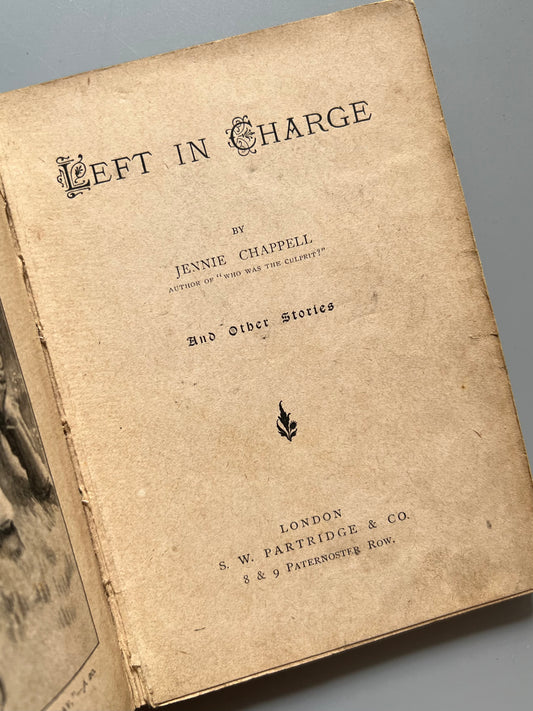 LEFT IN CHARGE
BY
JENNIE CHAPPELL
AUTHOR OF "WHO WAS THE CULPRIT?"
And Other Stories
LONDON
S. W. PARTRIDGE & CO.
8 & 9 PATERNOSTER ROW.